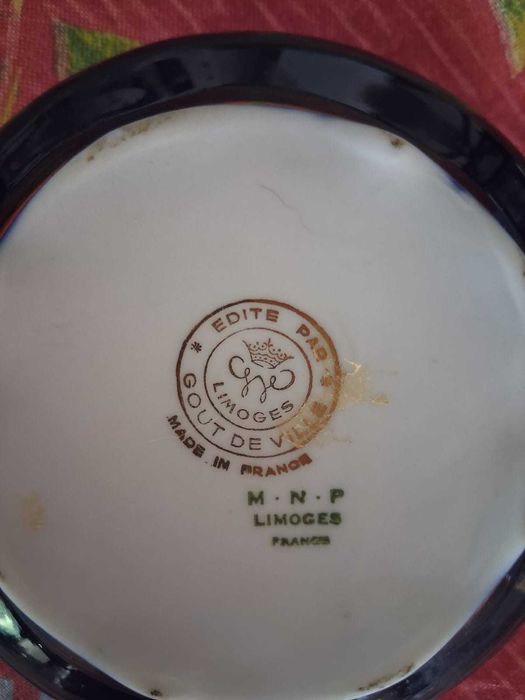 * EDITE PAR *
LIMOGES
GOUT DE VILLE
MADE IN FRANCE
M · N · P
LIMOGES
FRANCE